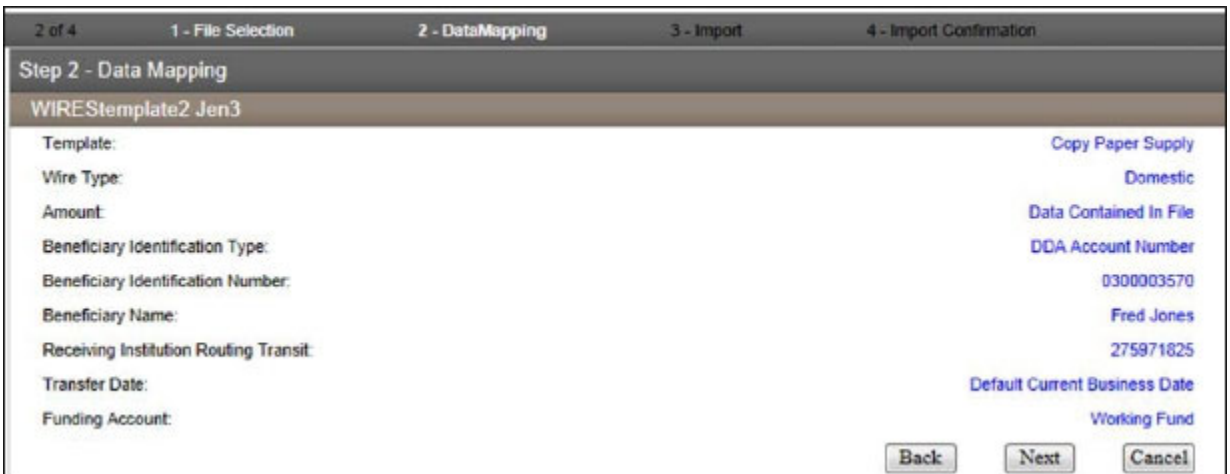 2 of 4 1 - File Selection 2 - DataMapping 3 - Import 4 - Import Confirmation
Step 2 - Data Mapping
WIREStemplate2 Jen3
Template: Copy Paper Supply
Wire Type: Domestic
Amount: Data Contained In File
Beneficiary Identification Type: DDA Account Number
Beneficiary Identification Number: 0300003570
Beneficiary Name: Fred Jones
Receiving Institution Routing Transit: 275971825
Transfer Date: Default Current Business Date
Funding Account: Working Fund
Back Next Cancel